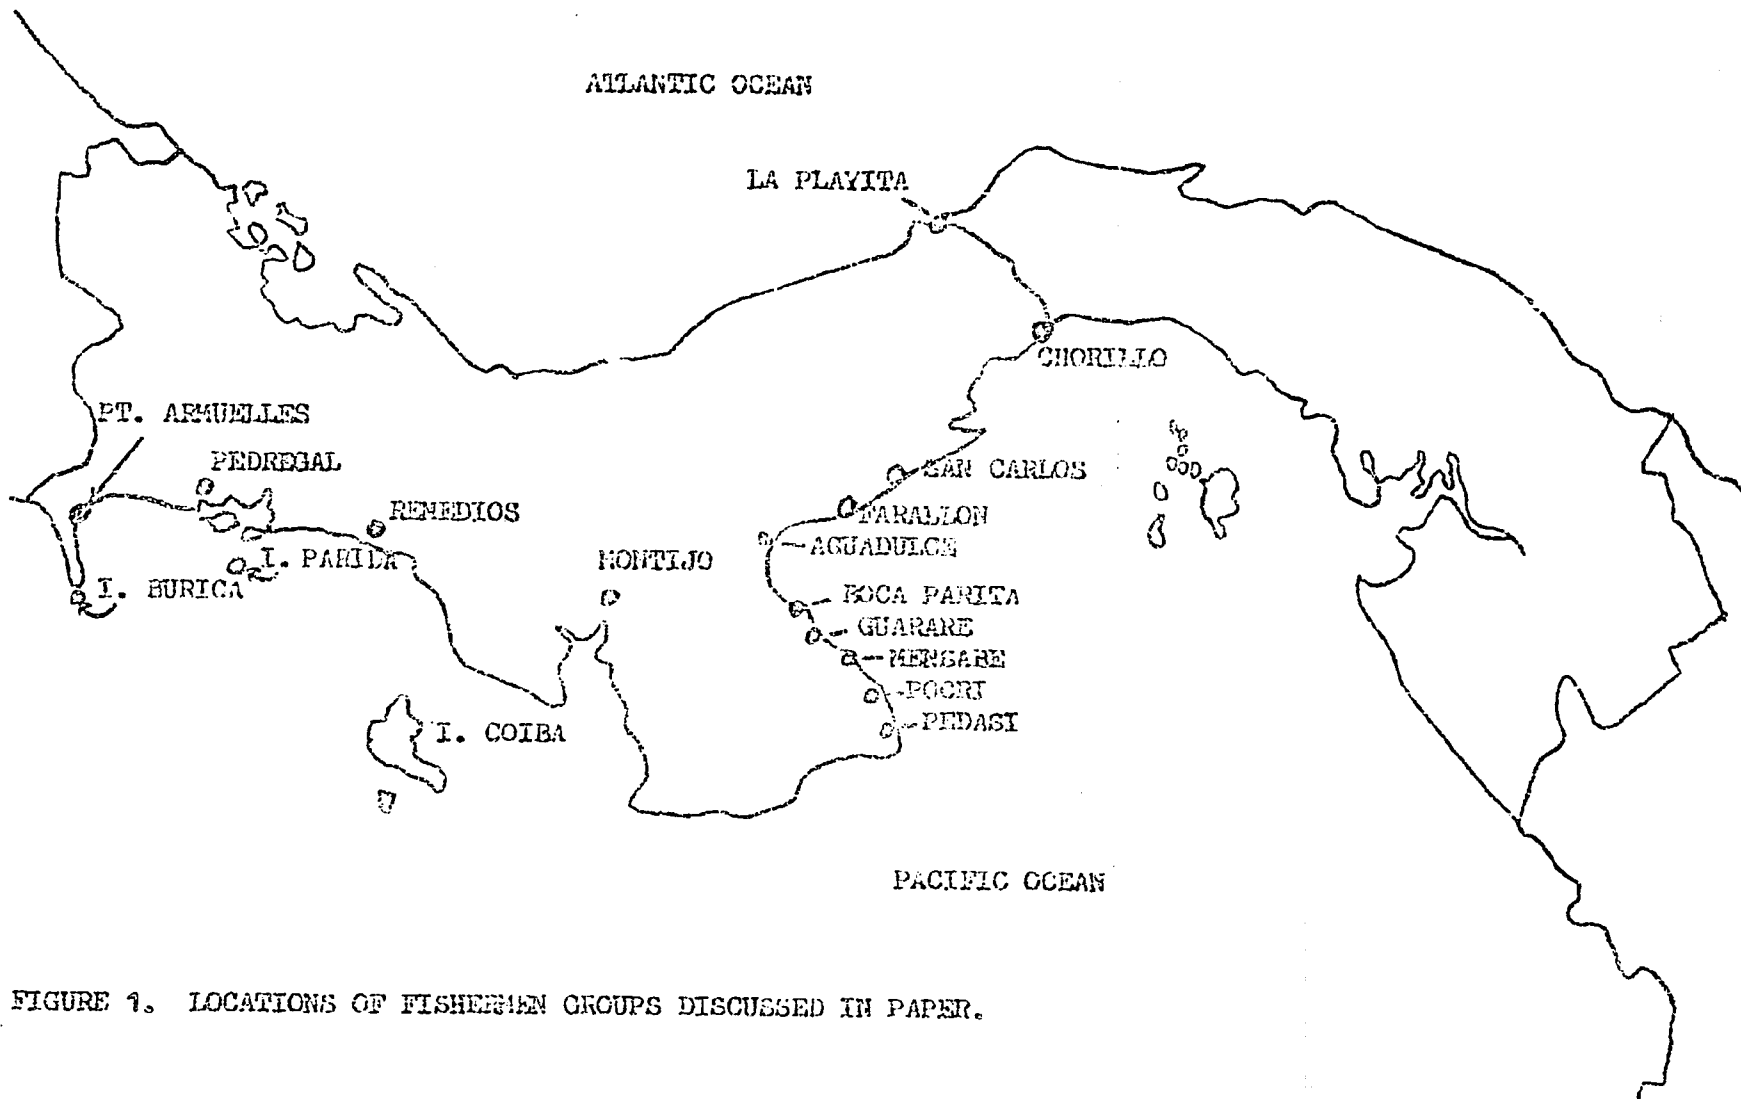 ATLANTIC OCEAN
LA PLAYITA
CHORILLO
PT. ARMUELLES
PEDREGAL
SAN CARLOS
REMEDIOS
FARALLON
AGUADULCE
I. PARIDA
MONTIJO
I. BURICA
BOCA PARITA
GUARARE
MENSABE
POCRI
PEDASI
I. COIBA
PACIFIC OCEAN
FIGURE 1. LOCATIONS OF FISHERMEN GROUPS DISCUSSED IN PAPER.